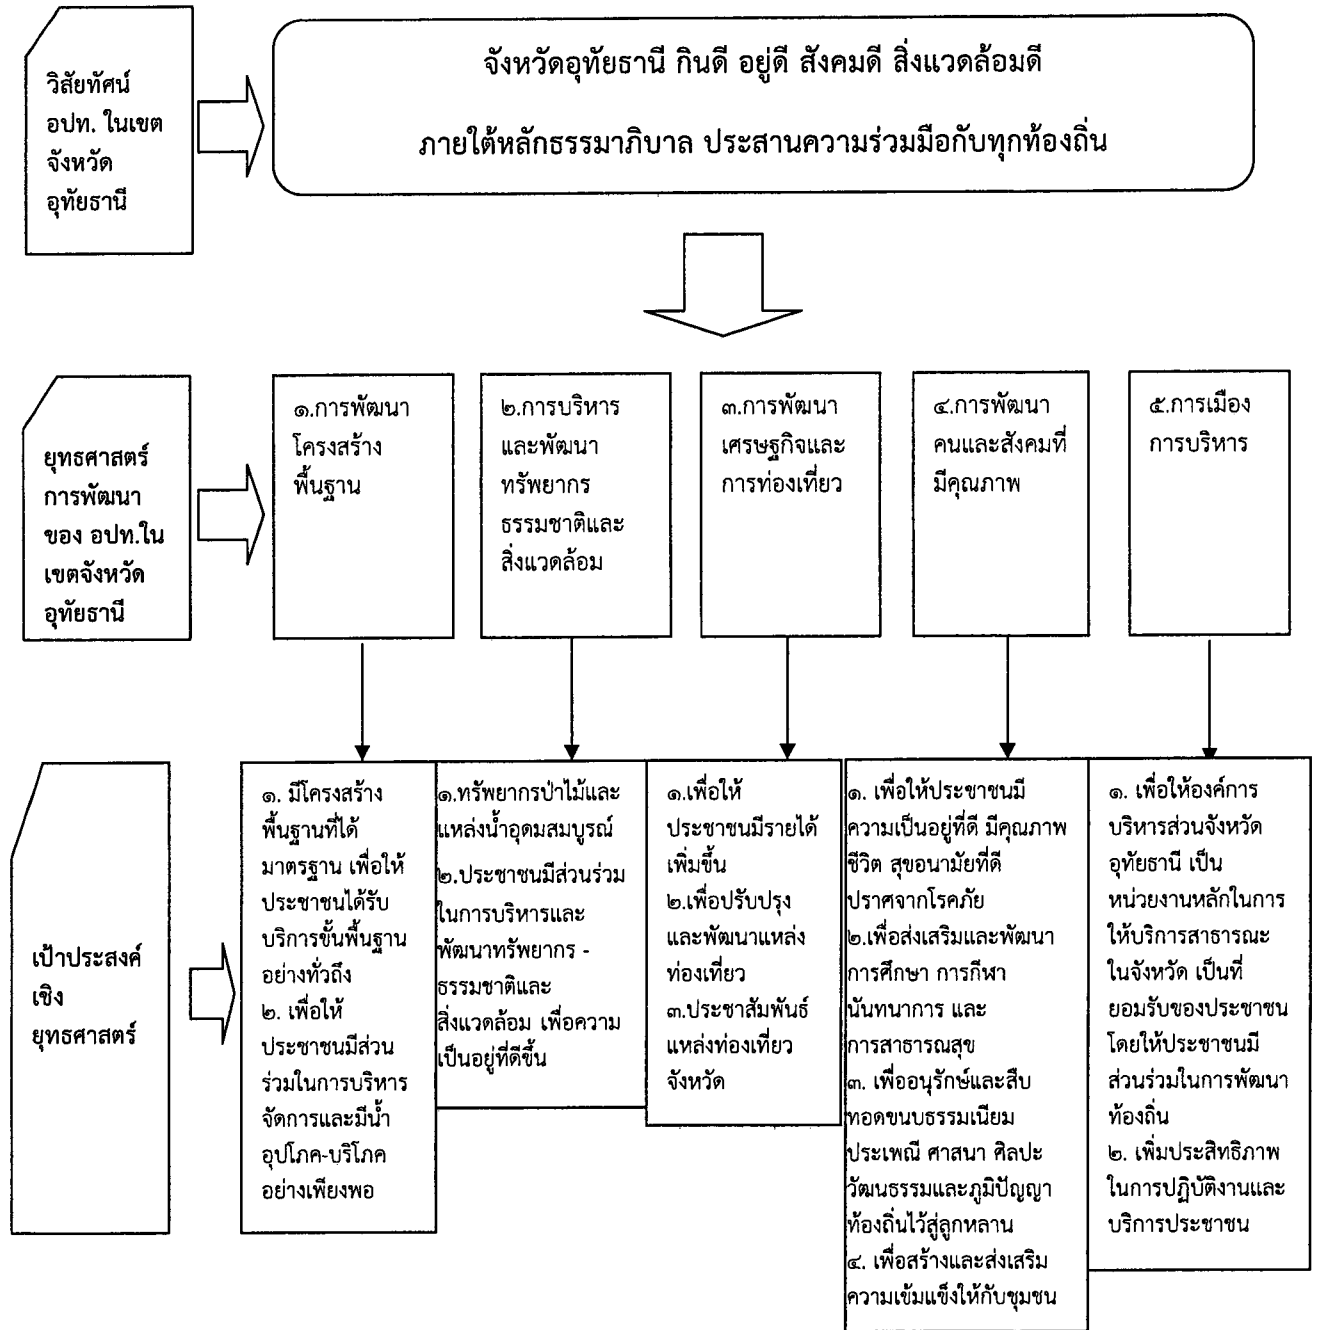 วิสัยทัศน์
อปท. ในเขต
จังหวัด
อุทัยธานี
จังหวัดอุทัยธานี กินดี อยู่ดี สังคมดี สิ่งแวดล้อมดี
ภายใต้หลักธรรมาภิบาล ประสานความร่วมมือกับทุกท้องถิ่น
ยุทธศาสตร์
การพัฒนา
ของ อปท.ใน
เขตจังหวัด
อุทัยธานี
๑.การพัฒนา
โครงสร้าง
พื้นฐาน
๒.การบริหาร
และพัฒนา
ทรัพยากร
ธรรมชาติและ
สิ่งแวดล้อม
๓.การพัฒนา
เศรษฐกิจและ
การท่องเที่ยว
๔.การพัฒนา
คนและสังคมที่
มีคุณภาพ
๕.การเมือง
การบริหาร
เป้าประสงค์
เชิง
ยุทธศาสตร์
๑. มีโครงสร้าง
พื้นฐานที่ได้
มาตรฐาน เพื่อให้
ประชาชนได้รับ
บริการขั้นพื้นฐาน
อย่างทั่วถึง
๒. เพื่อให้
ประชาชนมีส่วน
ร่วมในการบริหาร
จัดการและมีน้ำ
อุปโภค-บริโภค
อย่างเพียงพอ
๑.ทรัพยากรป่าไม้และ
แหล่งน้ำอุดมสมบูรณ์
๒.ประชาชนมีส่วนร่วม
ในการบริหารและ
พัฒนาทรัพยากร -
ธรรมชาติและ
สิ่งแวดล้อม เพื่อความ
เป็นอยู่ที่ดีขึ้น
๑.เพื่อให้
ประชาชนมีรายได้
เพิ่มขึ้น
๒.เพื่อปรับปรุง
และพัฒนาแหล่ง
ท่องเที่ยว
๓.ประชาสัมพันธ์
แหล่งท่องเที่ยว
จังหวัด
๑. เพื่อให้ประชาชนมี
ความเป็นอยู่ที่ดี มีคุณภาพ
ชีวิต สุขอนามัยที่ดี
ปราศจากโรคภัย
๒.เพื่อส่งเสริมและพัฒนา
การศึกษา การกีฬา
นันทนาการ และ
การสาธารณสุข
๓. เพื่ออนุรักษ์และสืบ
ทอดขนบธรรมเนียม
ประเพณี ศาสนา ศิลปะ
วัฒนธรรมและภูมิปัญญา
ท้องถิ่นไว้สู่ลูกหลาน
๔. เพื่อสร้างและส่งเสริม
ความเข้มแข็งให้กับชุมชน
๑. เพื่อให้องค์การ
บริหารส่วนจังหวัด
อุทัยธานี เป็น
หน่วยงานหลักในการ
ให้บริการสาธารณะ
ในจังหวัด เป็นที่
ยอมรับของประชาชน
โดยให้ประชาชนมี
ส่วนร่วมในการพัฒนา
ท้องถิ่น
๒. เพิ่มประสิทธิภาพ
ในการปฏิบัติงานและ
บริการประชาชน